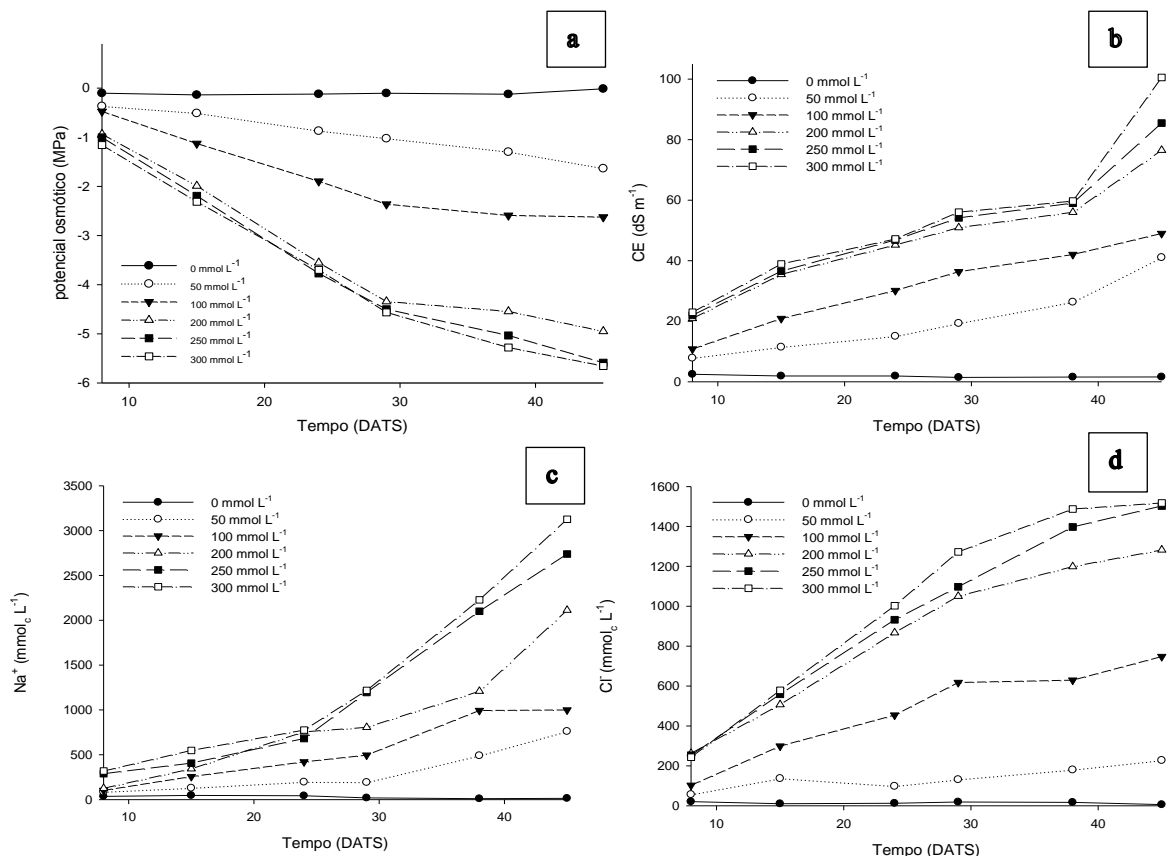 a
potencial osmótico (MPa)
0
-1
-2
-3
-4
-5
-6
0 mmol L-1
50 mmol L-1
100 mmol L-1
200 mmol L-1
250 mmol L-1
300 mmol L-1
10
20
30
40
Tempo (DATS)
b
CE (dS m-1)
100
80
60
40
20
0
0 mmol L-1
50 mmol L-1
100 mmol L-1
200 mmol L-1
250 mmol L-1
300 mmol L-1
10
20
30
40
Tempo (DATS)
c
Na+ (mmolc L-1)
3500
3000
2500
2000
1500
1000
500
0
0 mmol L-1
50 mmol L-1
100 mmol L-1
200 mmol L-1
250 mmol L-1
300 mmol L-1
10
20
30
40
Tempo (DATS)
d
Cl- (mmolc L-1)
1600
1400
1200
1000
800
600
400
200
0
0 mmol L-1
50 mmol L-1
100 mmol L-1
200 mmol L-1
250 mmol L-1
300 mmol L-1
10
20
30
40
Tempo (DATS)